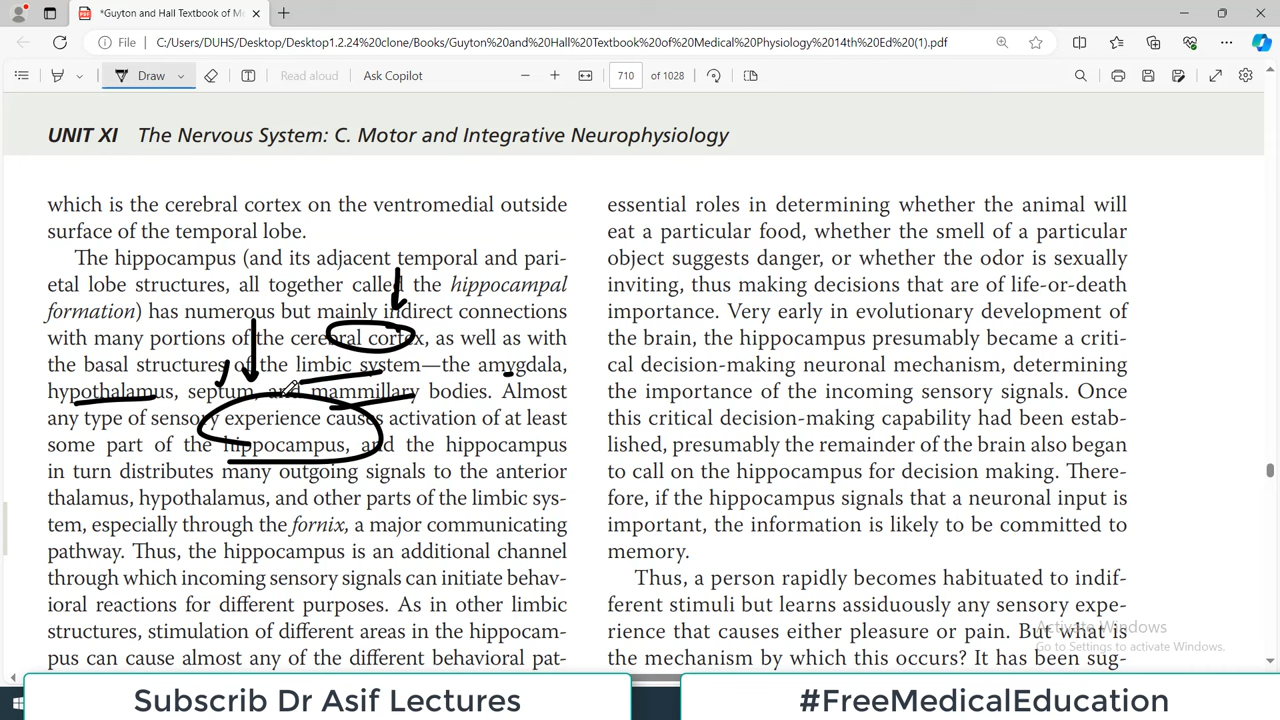 *Guyton and Hall Textbook of Me
File
C:/Users/DUHS/Desktop/Desktop1.2.24%20clone/Books/Guyton%20and%20Hall%20Textbook%20of%20Medical%20Physiology%2014th%20Ed%20(1).pdf
Draw
Read aloud
Ask Copilot
710 of 1028
UNIT XI The Nervous System: C. Motor and Integrative Neurophysiology
which is the cerebral cortex on the ventromedial outside
surface of the temporal lobe.
The hippocampus (and its adjacent temporal and pari-
etal lobe structures, all together called the hippocampal
formation) has numerous but mainly indirect connections
with many portions of the cerebral cortex, as well as with
the basal structures of the limbic system—the amygdala,
hypothalamus, septum, and mammillary bodies. Almost
any type of sensory experience causes activation of at least
some part of the hippocampus, and the hippocampus
in turn distributes many outgoing signals to the anterior
thalamus, hypothalamus, and other parts of the limbic sys-
tem, especially through the fornix, a major communicating
pathway. Thus, the hippocampus is an additional channel
through which incoming sensory signals can initiate behav-
ioral reactions for different purposes. As in other limbic
structures, stimulation of different areas in the hippocam-
pus can cause almost any of the different behavioral pat-
essential roles in determining whether the animal will
eat a particular food, whether the smell of a particular
object suggests danger, or whether the odor is sexually
inviting, thus making decisions that are of life-or-death
importance. Very early in evolutionary development of
the brain, the hippocampus presumably became a criti-
cal decision-making neuronal mechanism, determining
the importance of the incoming sensory signals. Once
this critical decision-making capability had been estab-
lished, presumably the remainder of the brain also began
to call on the hippocampus for decision making. There-
fore, if the hippocampus signals that a neuronal input is
important, the information is likely to be committed to
memory.
Thus, a person rapidly becomes habituated to indif-
ferent stimuli but learns assiduously any sensory expe-
rience that causes either pleasure or pain. But what is
the mechanism by which this occurs? It has been sug-
Activate Windows
Go to Settings to activate Windows.
Subscrib Dr Asif Lectures
#FreeMedicalEducation